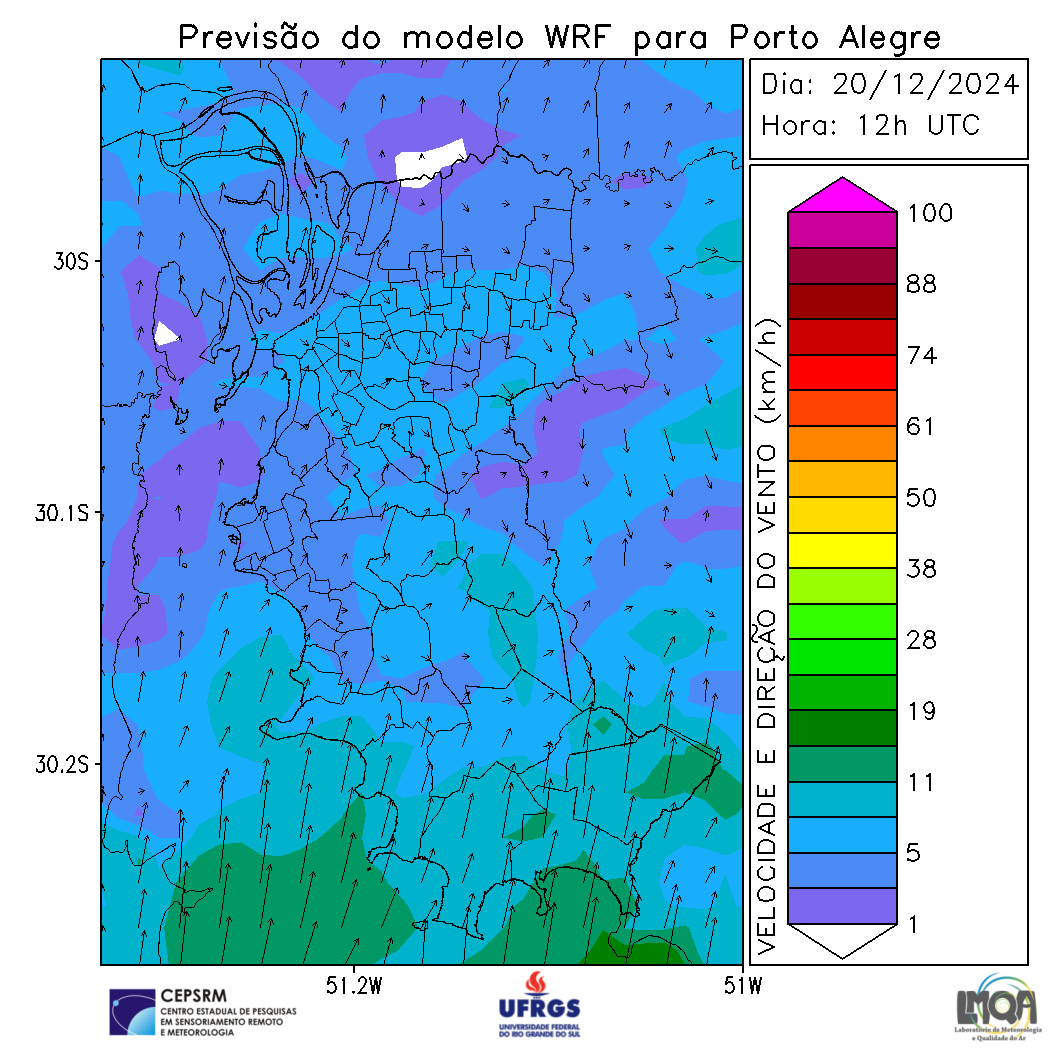 Previsão do modelo WRF para Porto Alegre
Dia: 20/12/2024
Hora: 12h UTC
30S
30.1S
30.2S
51.2W
51W
VELOCIDADE E DIREÇÃO DO VENTO (km/h)
100
88
74
61
50
38
28
19
11
5
1
CEPSRM
CENTRO ESTADUAL DE PESQUISAS
EM SENSORIAMENTO REMOTO
E METEOROLOGIA
UFRGS
UNIVERSIDADE FEDERAL
DO RIO GRANDE DO SUL
LMQA
Laboratório de Meteorologia
e Qualidade do Ar